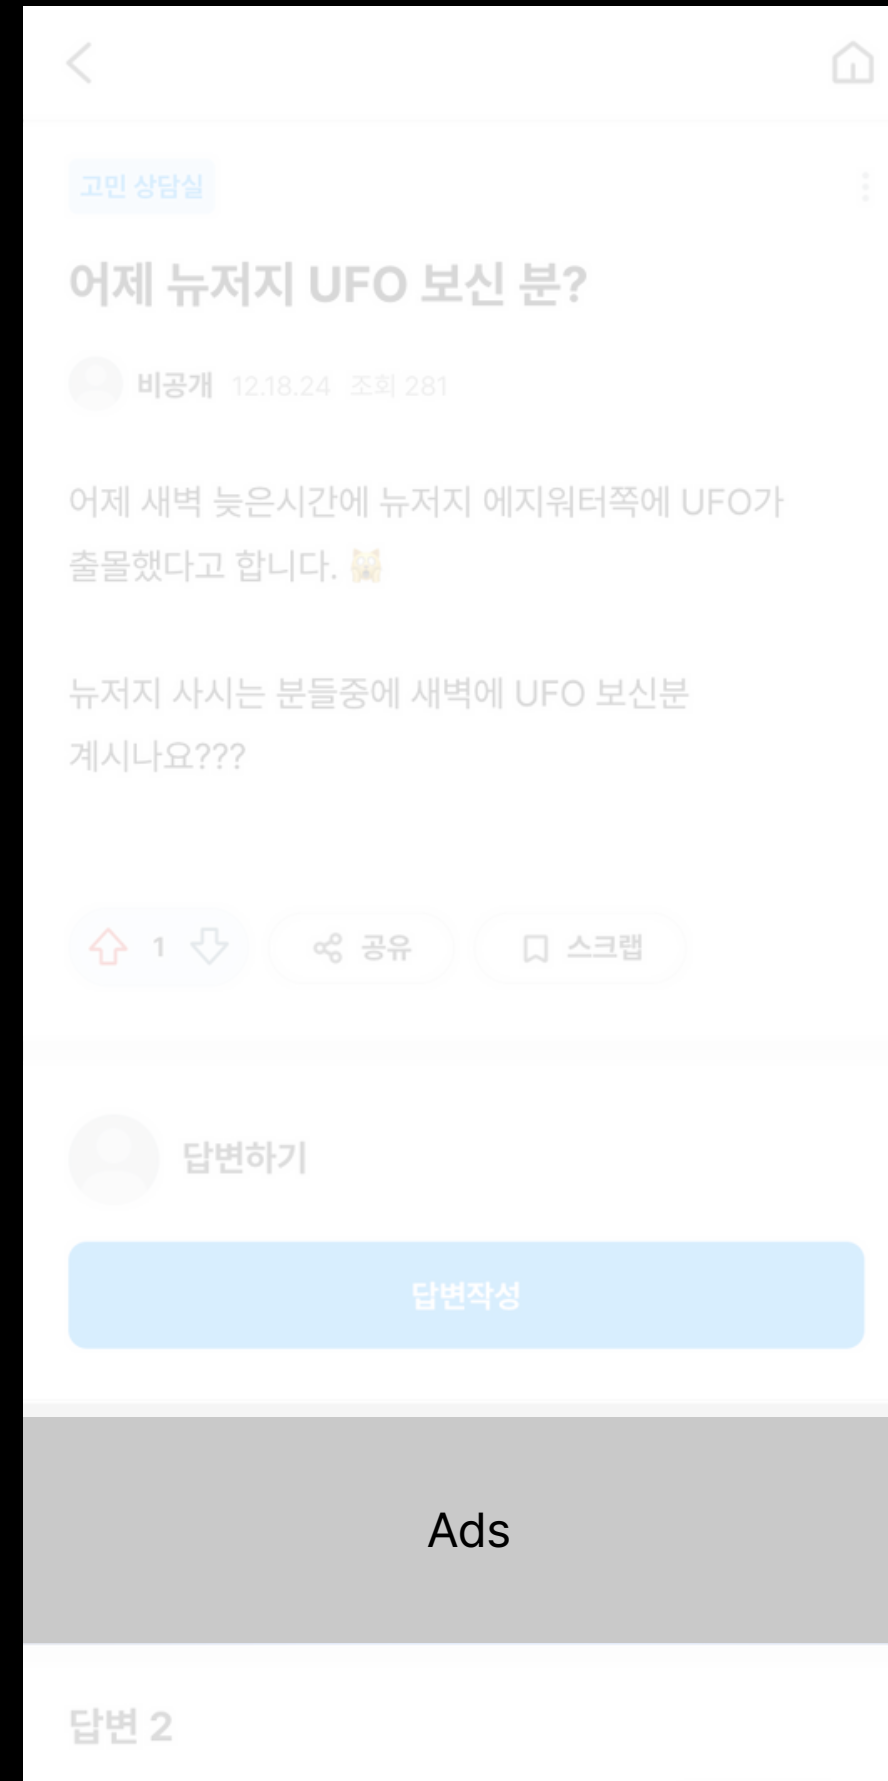 고민 상담실
어제 뉴저지 UFO 보신 분?
비공개 12.18.24 조회 281
어제 새벽 늦은시간에 뉴저지 에지워터쪽에 UFO가
출몰했다고 합니다. 🙀
뉴저지 사시는 분들중에 새벽에 UFO 보신분
계시나요???
1 공유 스크랩
답변하기
답변작성
Ads
답변 2